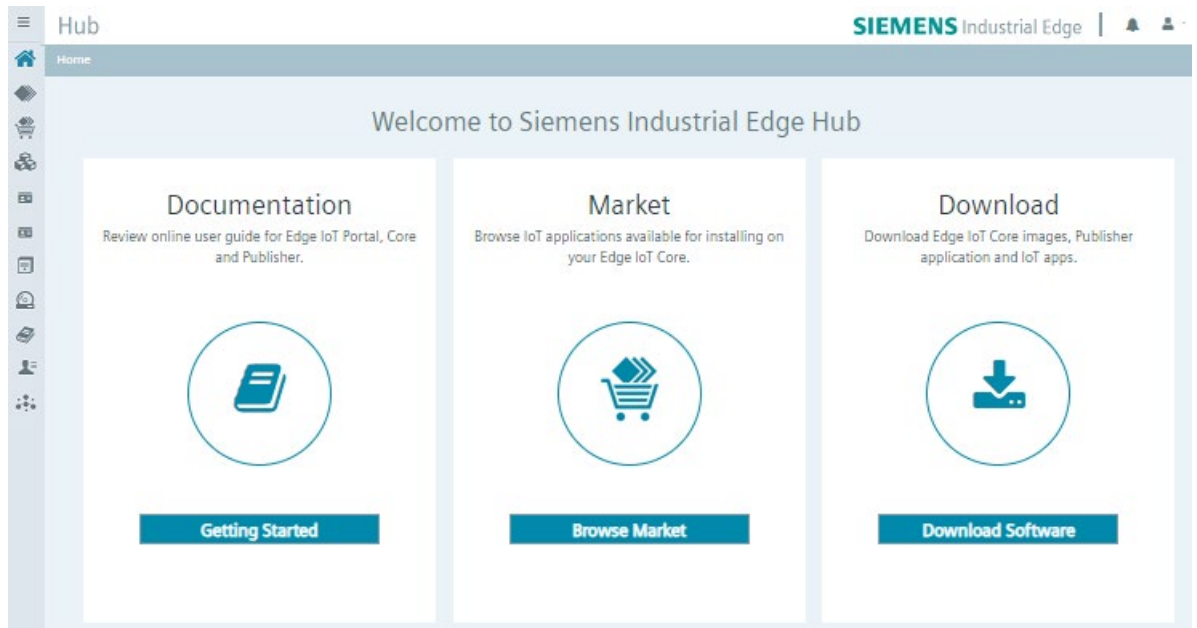 Hub
SIEMENS Industrial Edge
Home
Welcome to Siemens Industrial Edge Hub
Documentation
Review online user guide for Edge IoT Portal, Core
and Publisher.
Getting Started
Market
Browse IoT applications available for installing on
your Edge IoT Core.
Browse Market
Download
Download Edge IoT Core images, Publisher
application and IoT apps.
Download Software